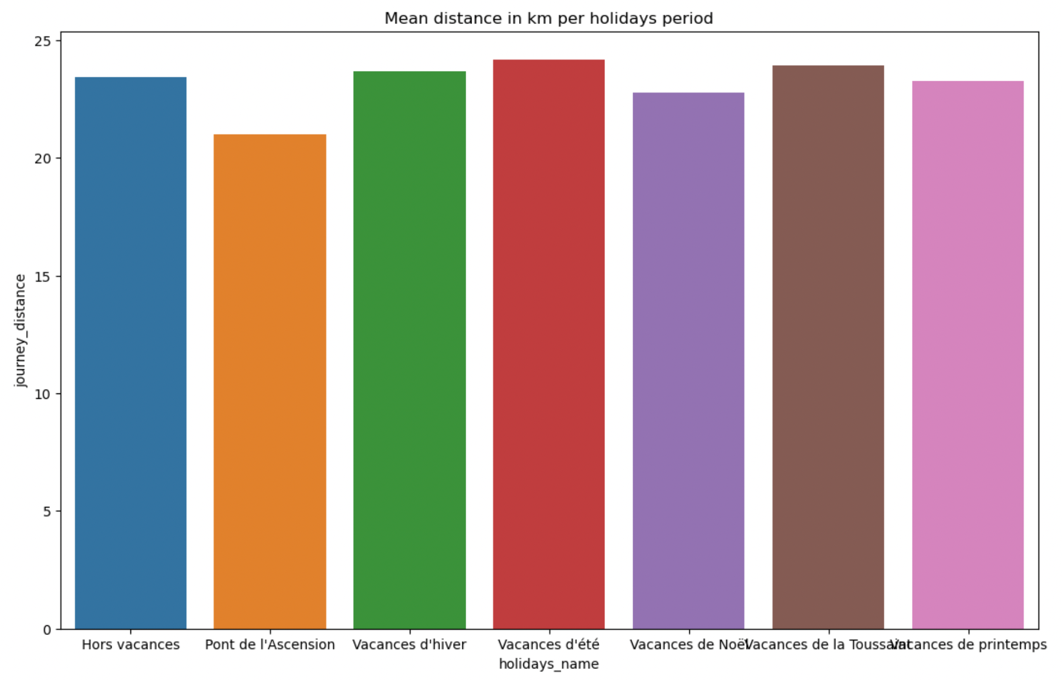 Mean distance in km per holidays period
25
20
15
10
5
0
journey_distance
Hors vacances Pont de l'Ascension Vacances d'hiver Vacances d'été Vacances de Noël Vacances de la Toussaint Vacances de printemps
holidays_name